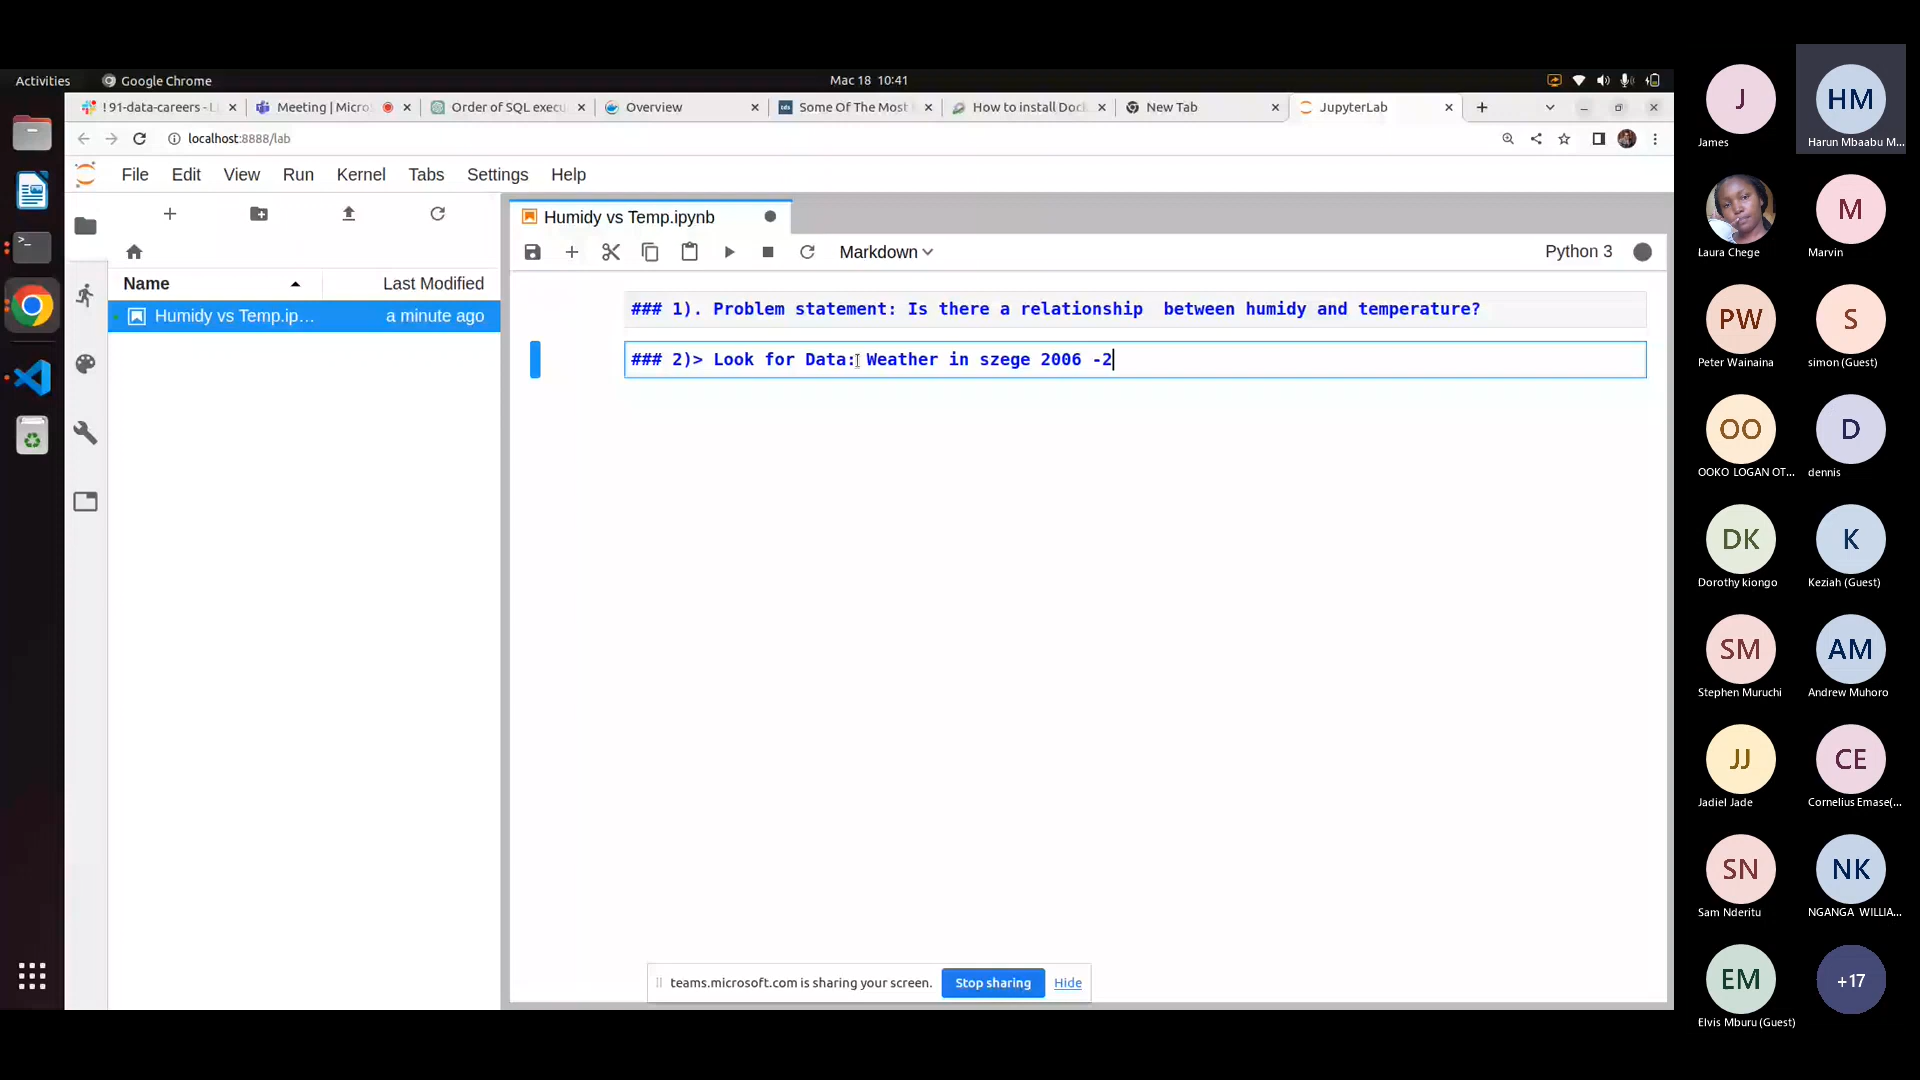 Activities Google Chrome Mac 18 10:41
! 91-data-careers - L Meeting | Micro Order of SQL execu Overview Some Of The Most How to install Doc New Tab JupyterLab
localhost:8888/lab
File Edit View Run Kernel Tabs Settings Help
Humidy vs Temp.ipynb
Markdown Python 3
Name Last Modified
Humidy vs Temp.ip… a minute ago
### 1). Problem statement: Is there a relationship  between humidy and temperature?
### 2)> Look for Data: Weather in szege 2006 -2
teams.microsoft.com is sharing your screen. Stop sharing Hide
J HM
James Harun Mbaabu M...
M
Laura Chege Marvin
PW S
Peter Wainaina simon (Guest)
OO D
OOKO LOGAN OT... dennis
DK K
Dorothy kiongo Keziah (Guest)
SM AM
Stephen Muruchi Andrew Muhoro
JJ CE
Jadiel Jade Cornelius Emase(...
SN NK
Sam Nderitu NGANGA WILLIA...
EM +17
Elvis Mburu (Guest)